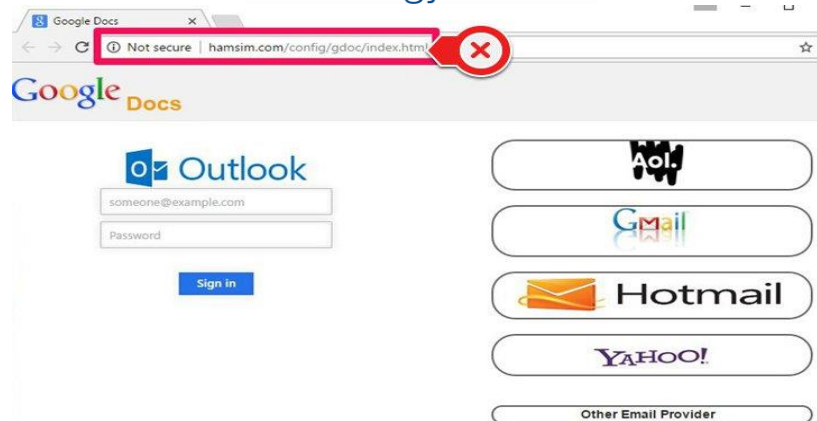 gy
Google Docs
Not secure | hamsim.com/config/gdoc/index.html
Google Docs
Outlook
someone@example.com
Password
Sign in
Aol.
Gmail
Hotmail
YAHOO!
Other Email Provider